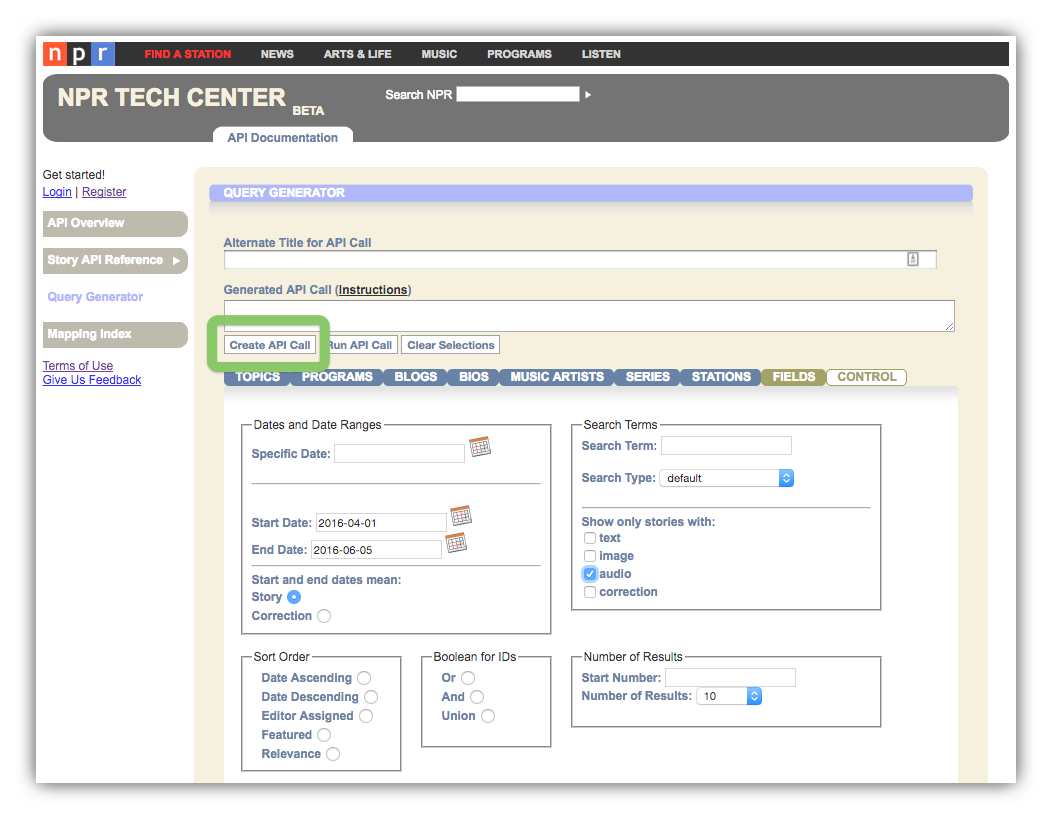 npr FIND A STATION NEWS ARTS & LIFE MUSIC PROGRAMS LISTEN
NPR TECH CENTER BETA Search NPR
API Documentation
Get started!
Login | Register
API Overview
Story API Reference
Query Generator
Mapping Index
Terms of Use
Give Us Feedback
QUERY GENERATOR
Alternate Title for API Call
Generated API Call (Instructions)
Create API Call Run API Call Clear Selections
TOPICS PROGRAMS BLOGS BIOS MUSIC ARTISTS SERIES STATIONS FIELDS CONTROL
Dates and Date Ranges
Specific Date:
Start Date: 2016-04-01
End Date: 2016-06-05
Start and end dates mean:
Story
Correction
Search Terms
Search Term:
Search Type: default
Show only stories with:
text
image
audio
correction
Sort Order
Date Ascending
Date Descending
Editor Assigned
Featured
Relevance
Boolean for IDs
Or
And
Union
Number of Results
Start Number:
Number of Results: 10